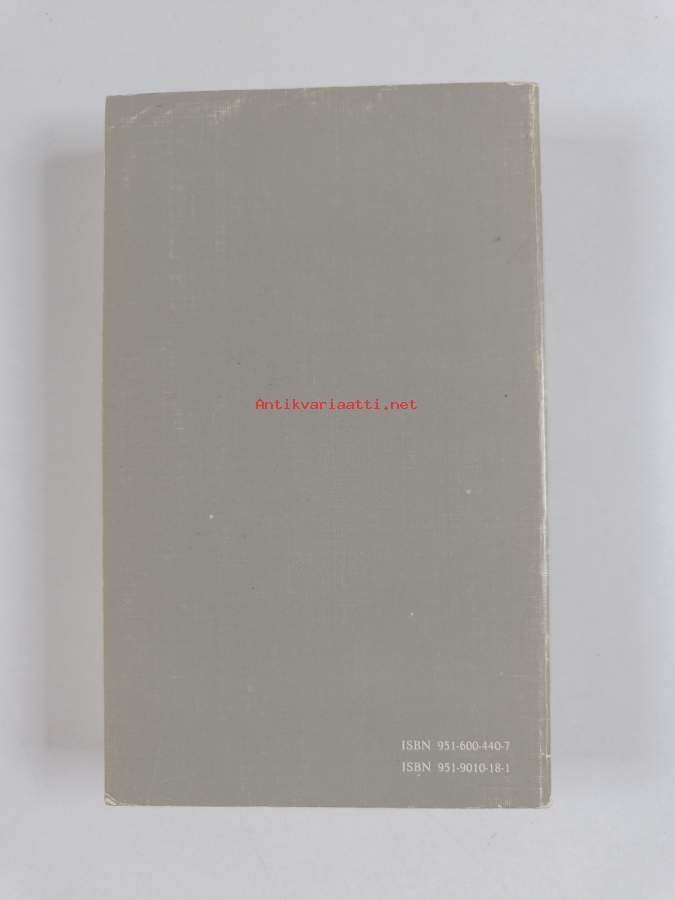 Antikvariaatti.net
ISBN 951-600-440-7
ISBN 951-9010-18-1